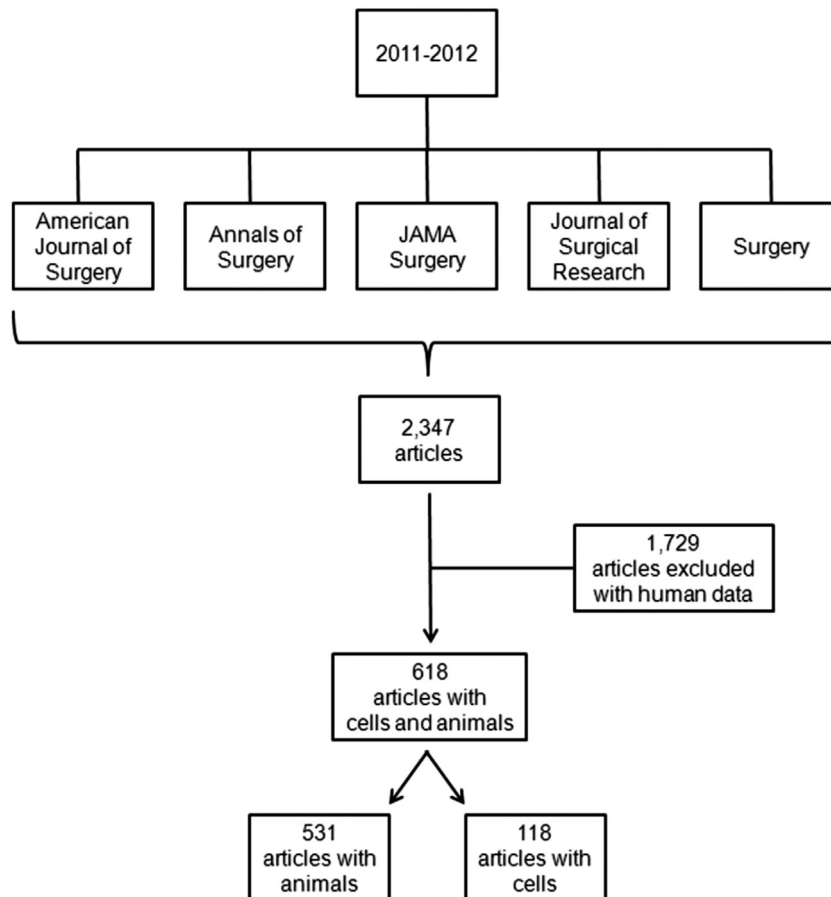 2011-2012
American
Journal of
Surgery
Annals of
Surgery
JAMA
Surgery
Journal of
Surgical
Research
Surgery
2,347
articles
1,729
articles excluded
with human data
618
articles with
cells and animals
531
articles with
animals
118
articles with
cells